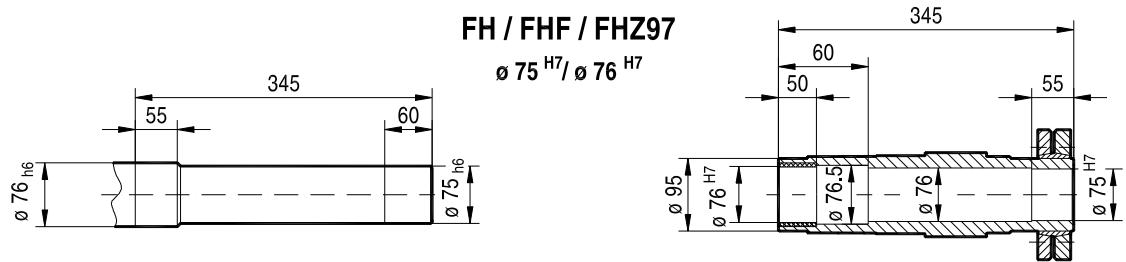 FH / FHF / FHZ97
ø 75 H7/ ø 76 H7
345
55
60
ø 76 h6
ø 75 h6
345
60
50
55
ø 95
ø 76 H7
ø 76.5
ø 76
ø 75 H7